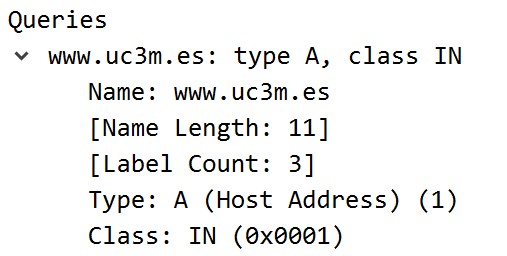 Queries
www.uc3m.es: type A, class IN
Name: www.uc3m.es
[Name Length: 11]
[Label Count: 3]
Type: A (Host Address) (1)
Class: IN (0x0001)